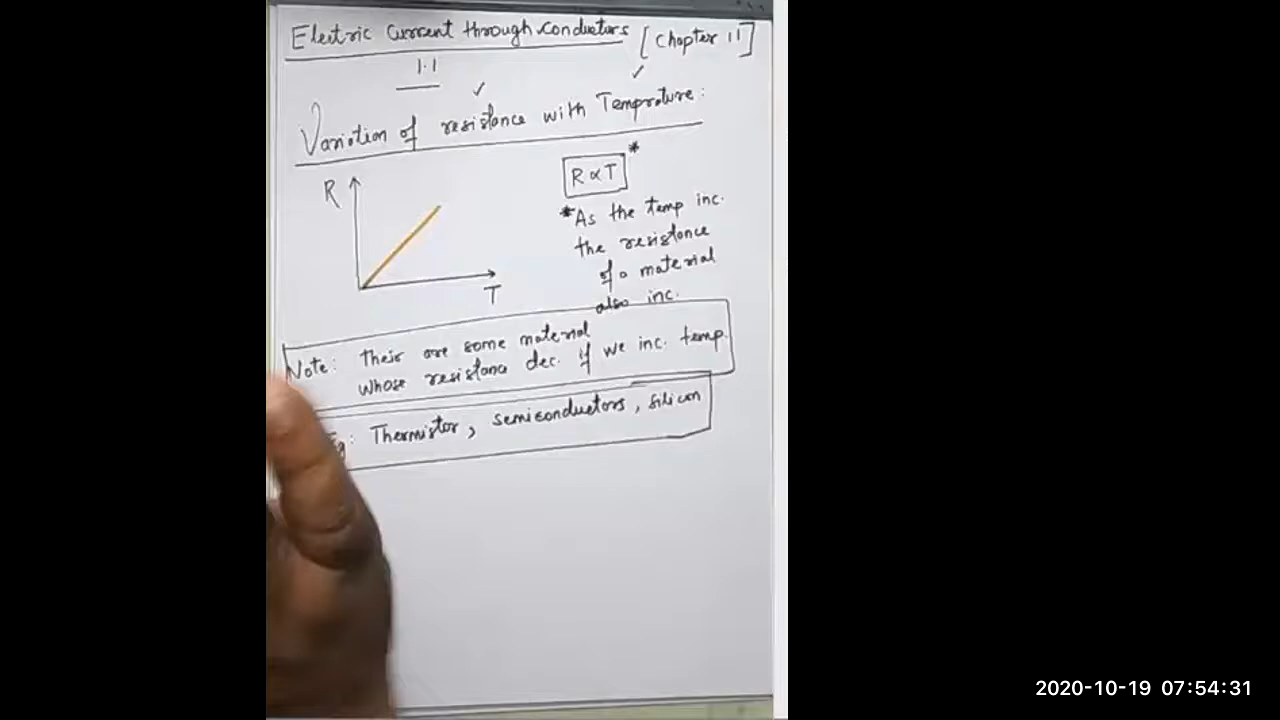 Electric Current through Conductors [Chapter 11]
1.1
Variation of resistance with Temprature:
R
R ∝ T *
*As the temp inc.
the resistance
of a material
also inc.
T
Note: Their are some material
whose resistance dec. if we inc. temp.
Eg: Thermistor, semiconductors, silicon
2020-10-19 07:54:31